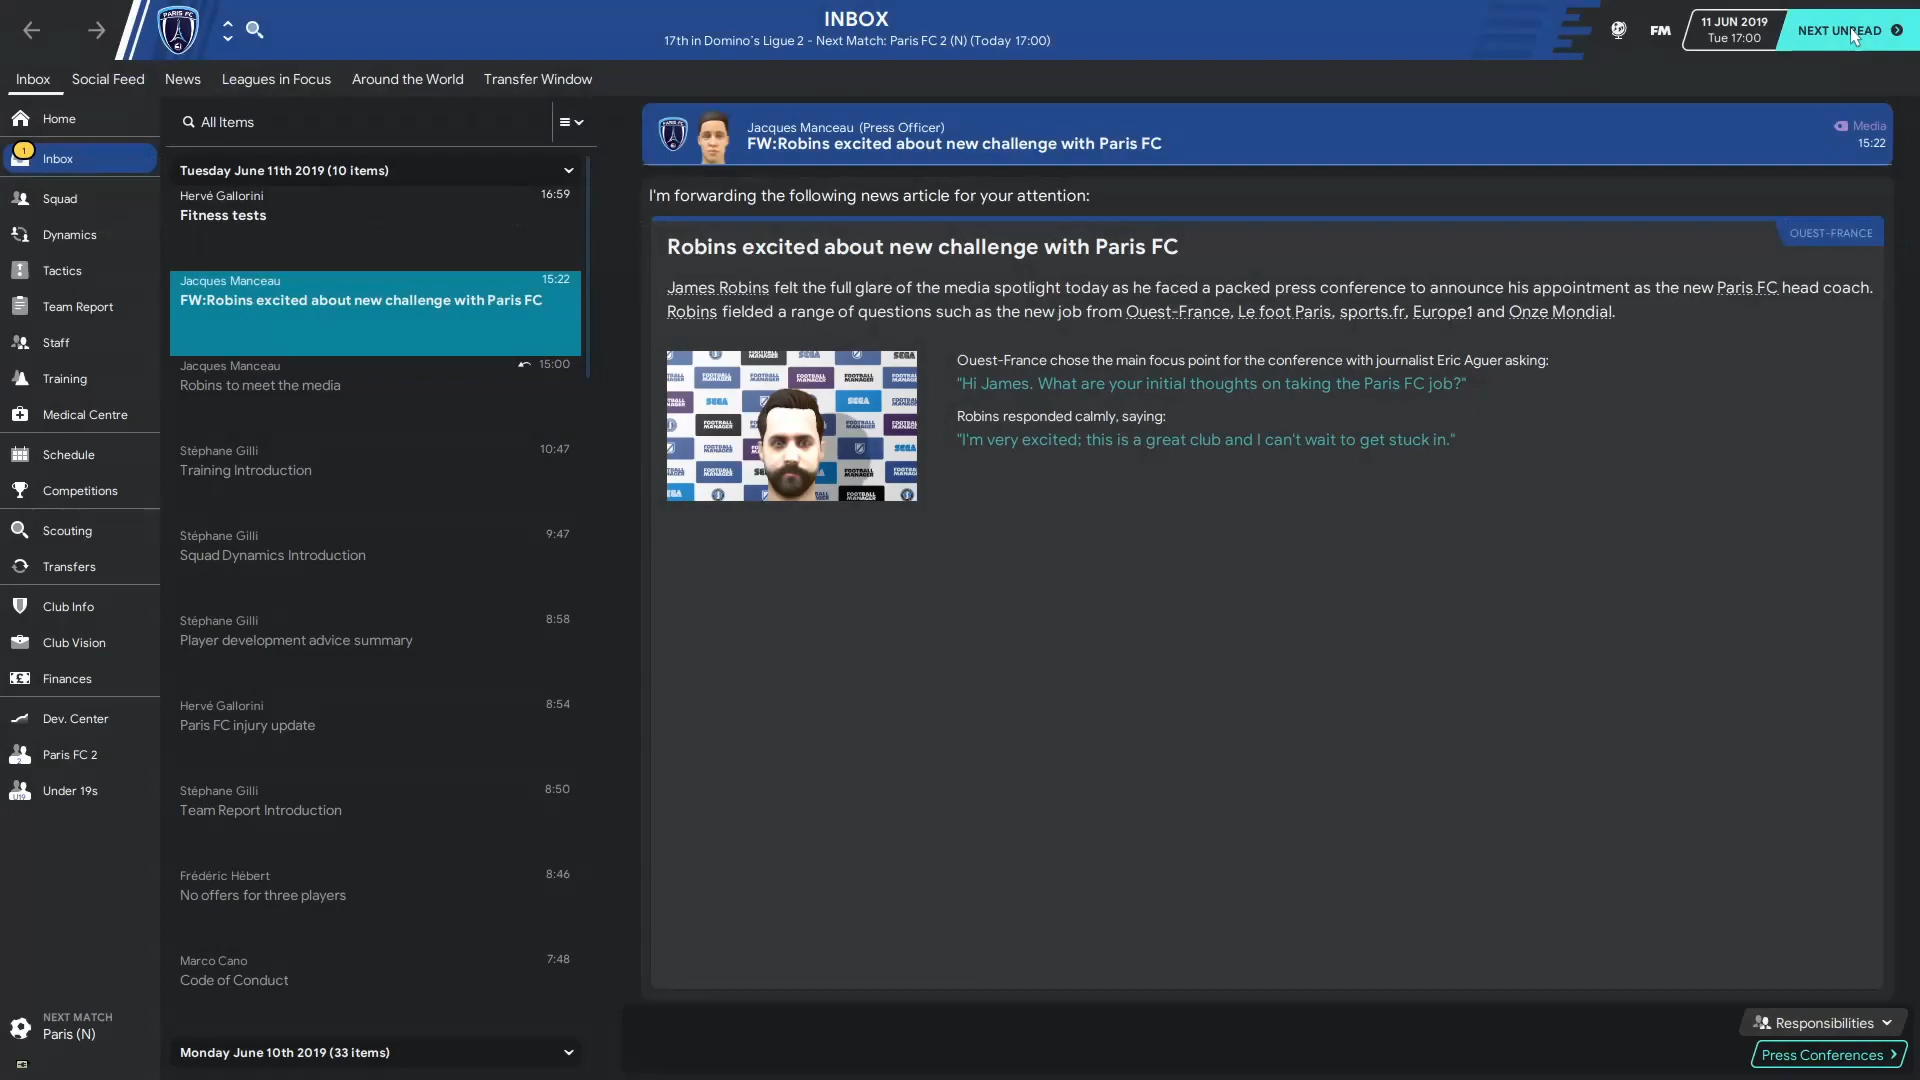 INBOX
17th in Domino's Ligue 2 - Next Match: Paris FC 2 (N) (Today 17:00)
FM
11 JUN 2019
Tue 17:00
NEXT UNREAD
Inbox
Social Feed
News
Leagues in Focus
Around the World
Transfer Window
Home
1
Inbox
Squad
Dynamics
Tactics
Team Report
Staff
Training
Medical Centre
Schedule
Competitions
Scouting
Transfers
Club Info
Club Vision
Finances
Dev. Center
Paris FC 2
Under 19s
NEXT MATCH
Paris (N)
All Items
Tuesday June 11th 2019 (10 items)
Hervé Gallorini 16:59
Fitness tests
Jacques Manceau 15:22
FW:Robins excited about new challenge with Paris FC
Jacques Manceau 15:00
Robins to meet the media
Stéphane Gilli 10:47
Training Introduction
Stéphane Gilli 9:47
Squad Dynamics Introduction
Stéphane Gilli 8:58
Player development advice summary
Hervé Gallorini 8:54
Paris FC injury update
Stéphane Gilli 8:50
Team Report Introduction
Frédéric Hébert 8:46
No offers for three players
Marco Cano 7:48
Code of Conduct
Monday June 10th 2019 (33 items)
Jacques Manceau (Press Officer)
FW:Robins excited about new challenge with Paris FC
Media
15:22
I'm forwarding the following news article for your attention:
OUEST-FRANCE
Robins excited about new challenge with Paris FC
James Robins felt the full glare of the media spotlight today as he faced a packed press conference to announce his appointment as the new Paris FC head coach.
Robins fielded a range of questions such as the new job from Ouest-France, Le foot Paris, sports.fr, Europe1 and Onze Mondial.
SEGA
FOOTBALL MANAGER
Ouest-France chose the main focus point for the conference with journalist Eric Aguer asking:
"Hi James. What are your initial thoughts on taking the Paris FC job?"
Robins responded calmly, saying:
"I'm very excited; this is a great club and I can't wait to get stuck in."
Responsibilities
Press Conferences